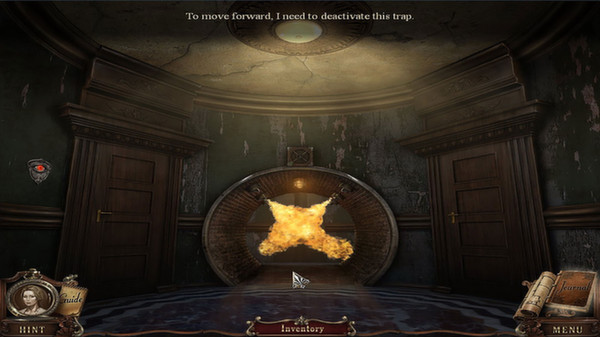 To move forward, I need to deactivate this trap.
Guide
Journal
HINT
Inventory
MENU